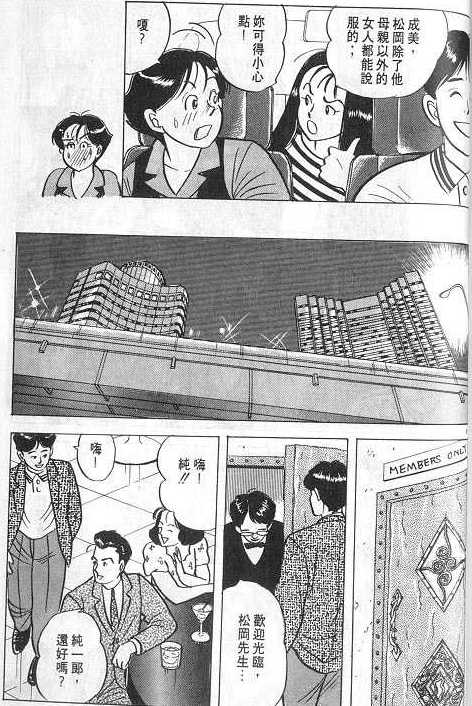 成美，
松岡除了他
母親以外的
女人都能說
服的；
妳可得小心
點！
嗄？
MEMBERS ONLY
歡迎光臨，
松岡先生…
嗨！
純!!
嗨！
純一郎，
還好嗎？